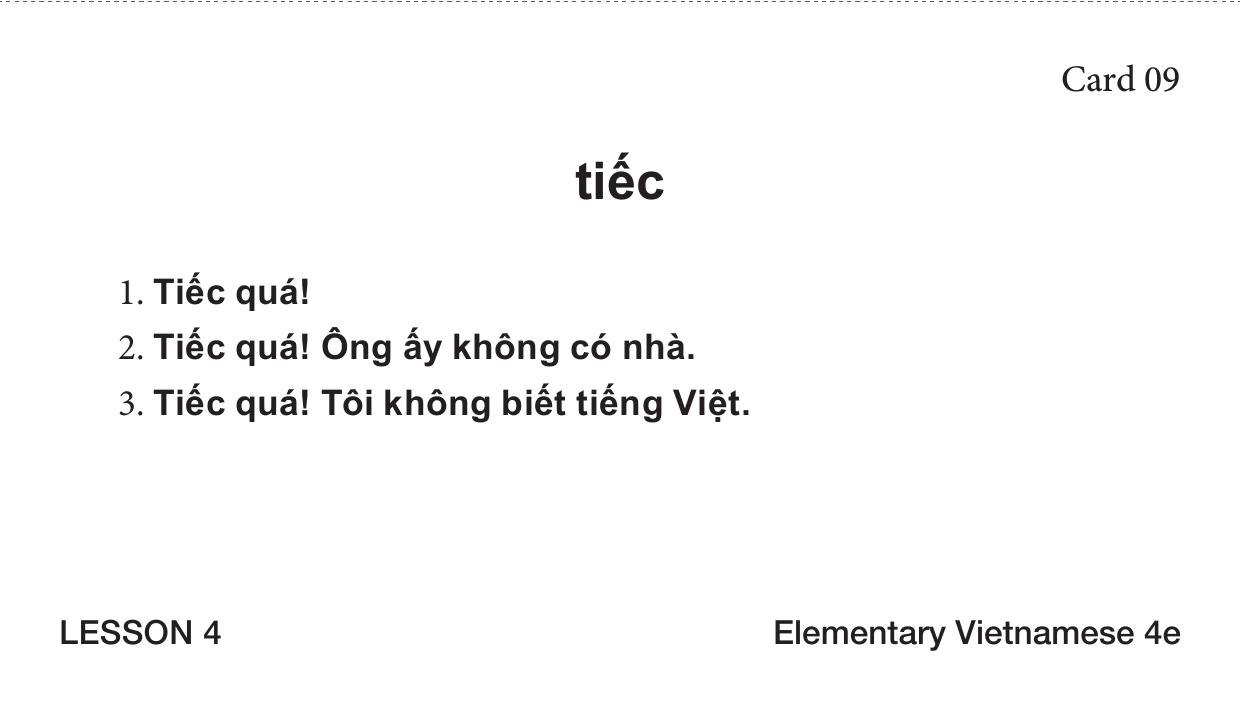 Card 09
tiếc
1. Tiếc quá!
2. Tiếc quá! Ông ấy không có nhà.
3. Tiếc quá! Tôi không biết tiếng Việt.
LESSON 4
Elementary Vietnamese 4e